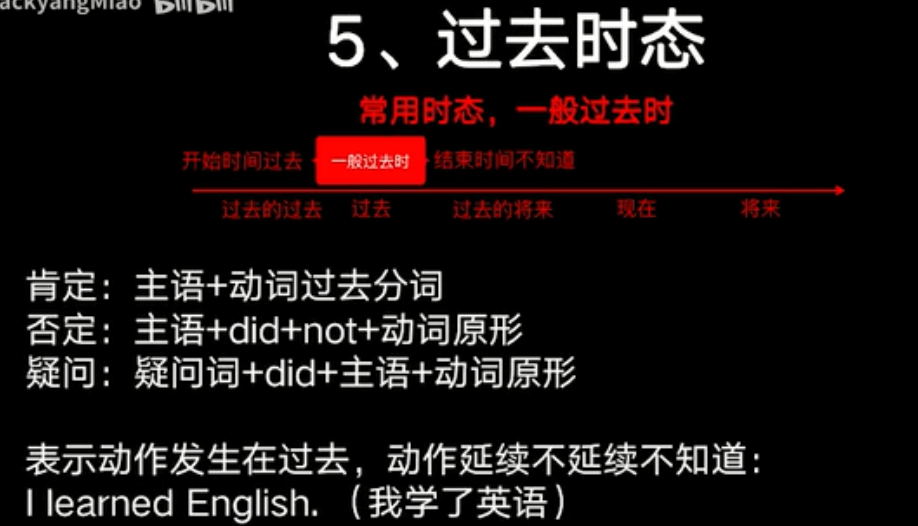 ackyangMiao bilibili
5、过去时态
常用时态，一般过去时
开始时间过去 一般过去时 结束时间不知道
过去的过去 过去 过去的将来 现在 将来
肯定：主语+动词过去分词
否定：主语+did+not+动词原形
疑问：疑问词+did+主语+动词原形
表示动作发生在过去，动作延续不延续不知道：
I learned English.（我学了英语）